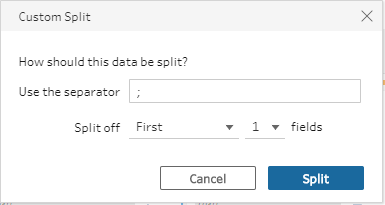 Custom Split
How should this data be split?
Use the separator ;
Split off First 1 fields
Cancel Split